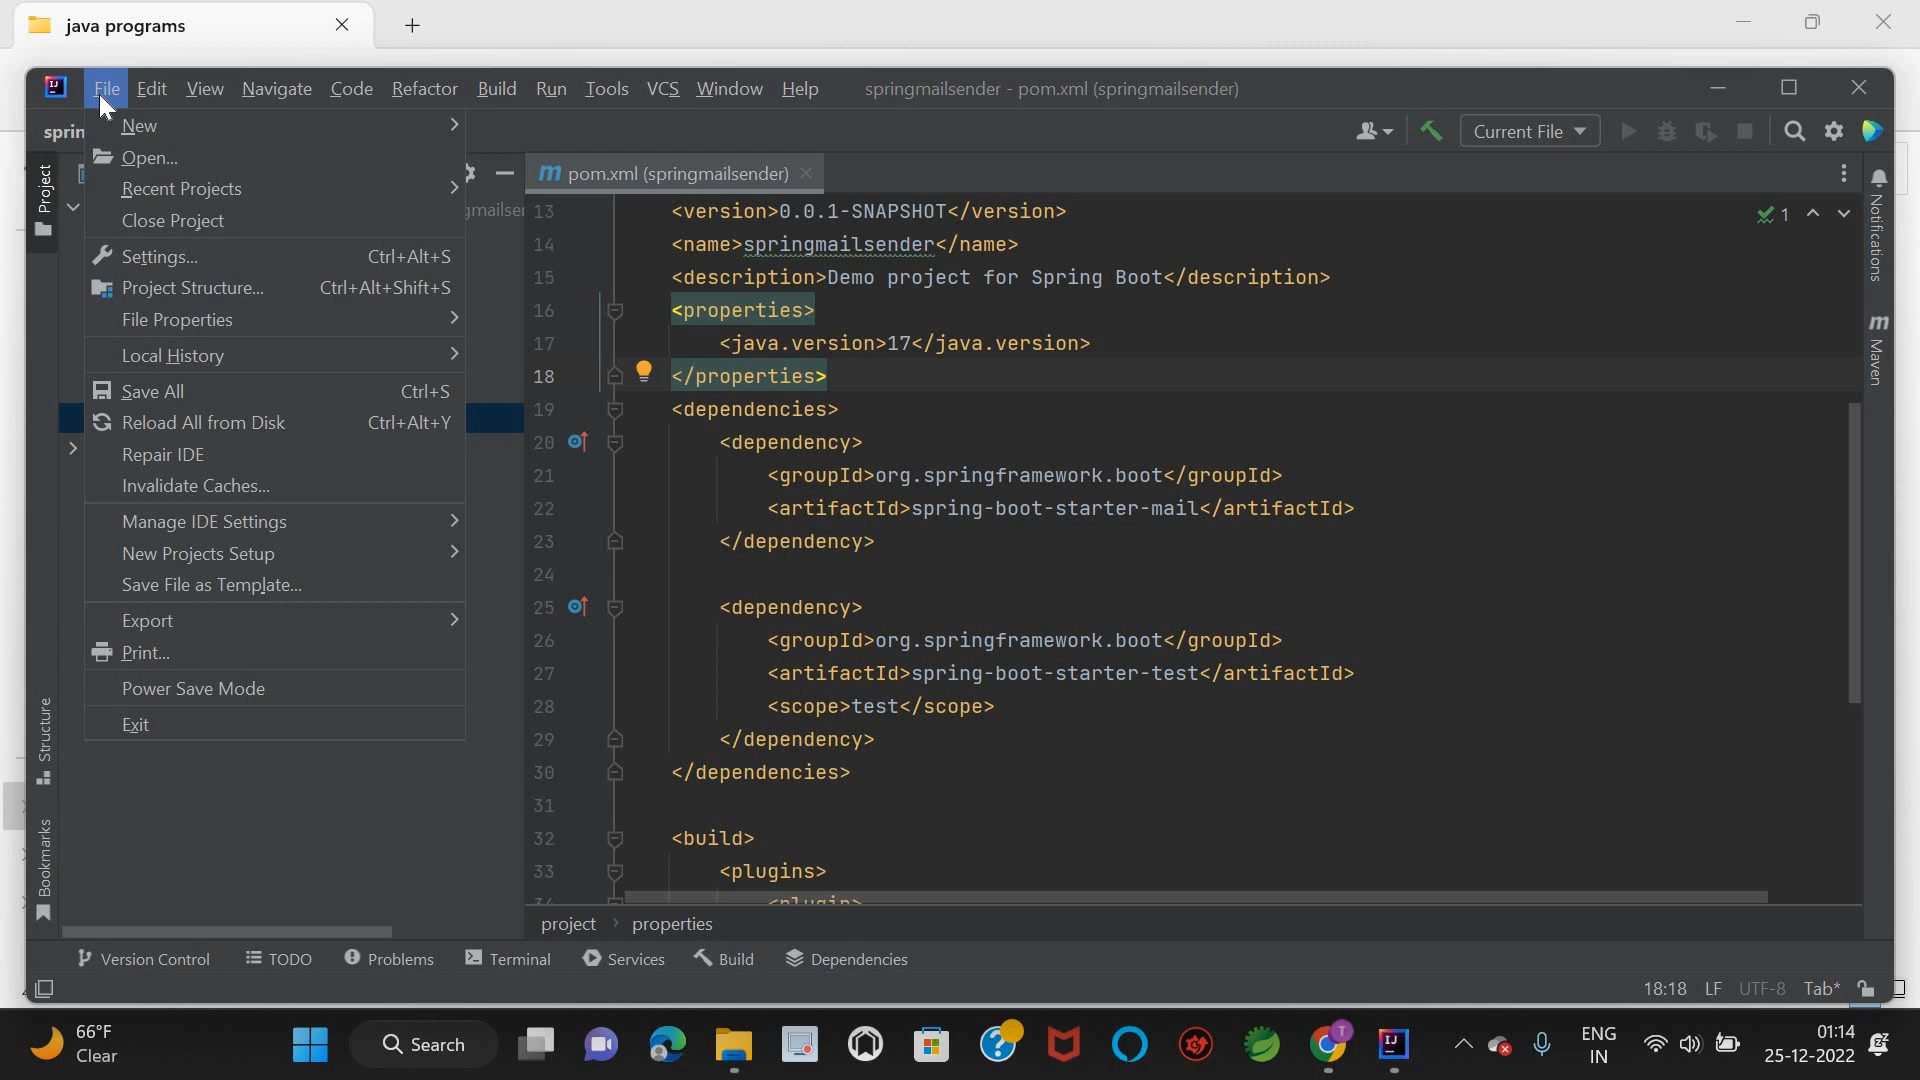 java programs
File Edit View Navigate Code Refactor Build Run Tools VCS Window Help springmailsender - pom.xml (springmailsender)
sprin
Current File
New
Open...
Recent Projects
Close Project
Settings... Ctrl+Alt+S
Project Structure... Ctrl+Alt+Shift+S
File Properties
Local History
Save All Ctrl+S
Reload All from Disk Ctrl+Alt+Y
Repair IDE
Invalidate Caches...
Manage IDE Settings
New Projects Setup
Save File as Template...
Export
Print...
Power Save Mode
Exit
Project
Structure
Bookmarks
gmailsen
m pom.xml (springmailsender)
1
13 <version>0.0.1-SNAPSHOT</version>
14 <name>springmailsender</name>
15 <description>Demo project for Spring Boot</description>
16 <properties>
17 <java.version>17</java.version>
18 </properties>
19 <dependencies>
20 <dependency>
21 <groupId>org.springframework.boot</groupId>
22 <artifactId>spring-boot-starter-mail</artifactId>
23 </dependency>
24
25 <dependency>
26 <groupId>org.springframework.boot</groupId>
27 <artifactId>spring-boot-starter-test</artifactId>
28 <scope>test</scope>
29 </dependency>
30 </dependencies>
31
32 <build>
33 <plugins>
34 <plugin>
Notifications
m Maven
project > properties
Version Control TODO Problems Terminal Services Build Dependencies
18:18 LF UTF-8 Tab*
66°F
Clear
Search
ENG
IN
01:14
25-12-2022